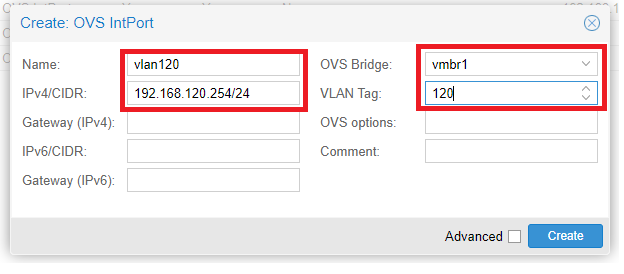 Create: OVS IntPort
Name: vlan120 OVS Bridge: vmbr1
IPv4/CIDR: 192.168.120.254/24 VLAN Tag: 120
Gateway (IPv4): OVS options:
IPv6/CIDR: Comment:
Gateway (IPv6):
Advanced Create